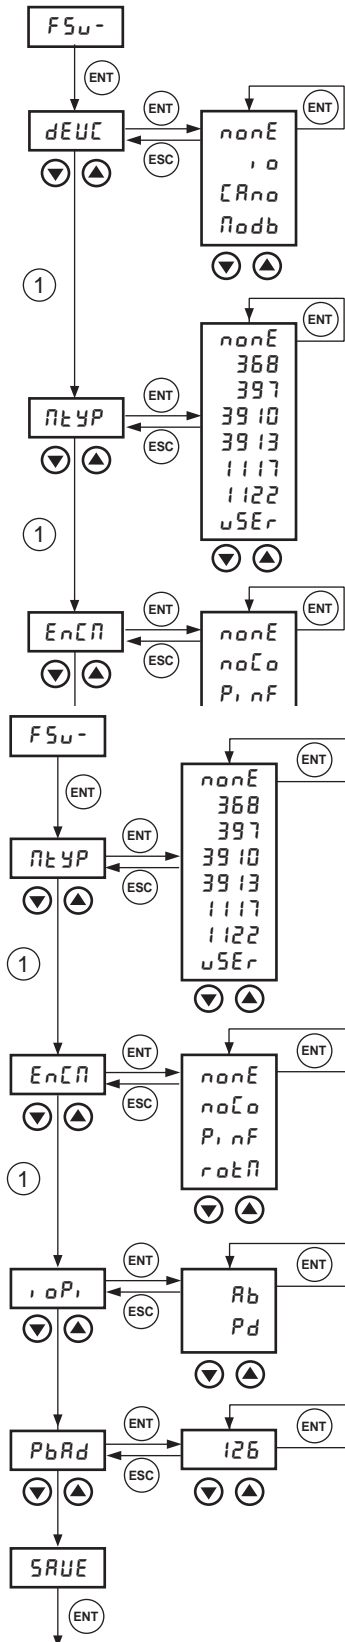 FSu-
ENT
dEUC
ENT
ESC
nonE
io
CAno
Modb
ENT
1
MtYP
ENT
ESC
nonE
368
397
3910
3913
1117
1122
uSEr
ENT
1
EnCM
ENT
ESC
nonE
noCo
PinF
ENT
FSu-
ENT
MtYP
ENT
ESC
nonE
368
397
3910
3913
1117
1122
uSEr
ENT
1
EnCM
ENT
ESC
nonE
noCo
PinF
rotM
ENT
1
ioPi
ENT
ESC
Ab
Pd
ENT
PbAd
ENT
ESC
126
ENT
SAUE
ENT